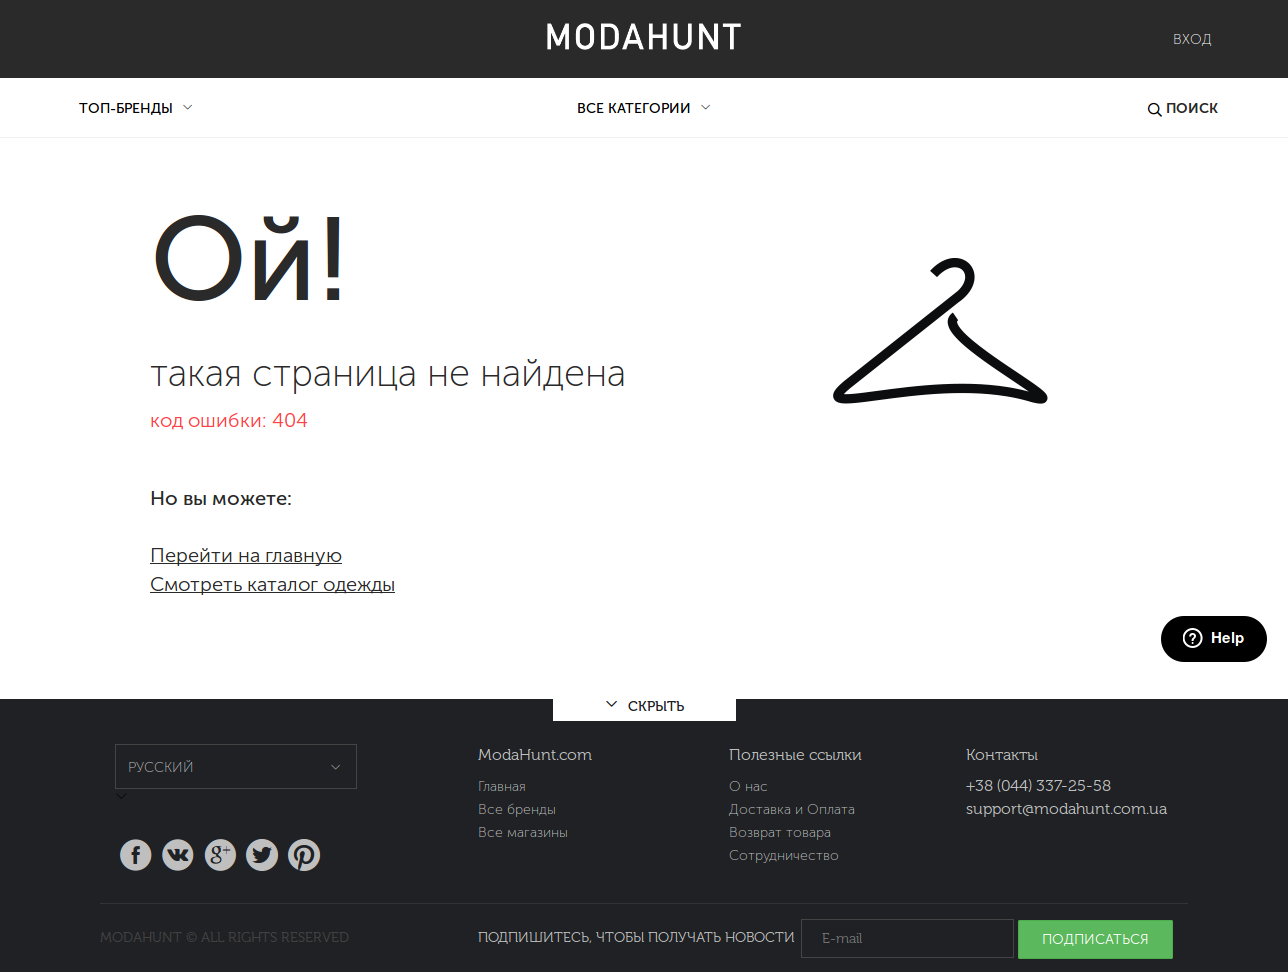 MODAHUNT
ВХОД
ТОП-БРЕНДЫ
ВСЕ КАТЕГОРИИ
ПОИСК
Ой!
такая страница не найдена
код ошибки: 404
Но вы можете:
Перейти на главную
Смотреть каталог одежды
Help
СКРЫТЬ
РУССКИЙ
ModaHunt.com
Главная
Все бренды
Все магазины
Полезные ссылки
О нас
Доставка и Оплата
Возврат товара
Сотрудничество
Контакты
+38 (044) 337-25-58
support@modahunt.com.ua
MODAHUNT © ALL RIGHTS RESERVED
ПОДПИШИТЕСЬ, ЧТОБЫ ПОЛУЧАТЬ НОВОСТИ
E-mail
ПОДПИСАТЬСЯ